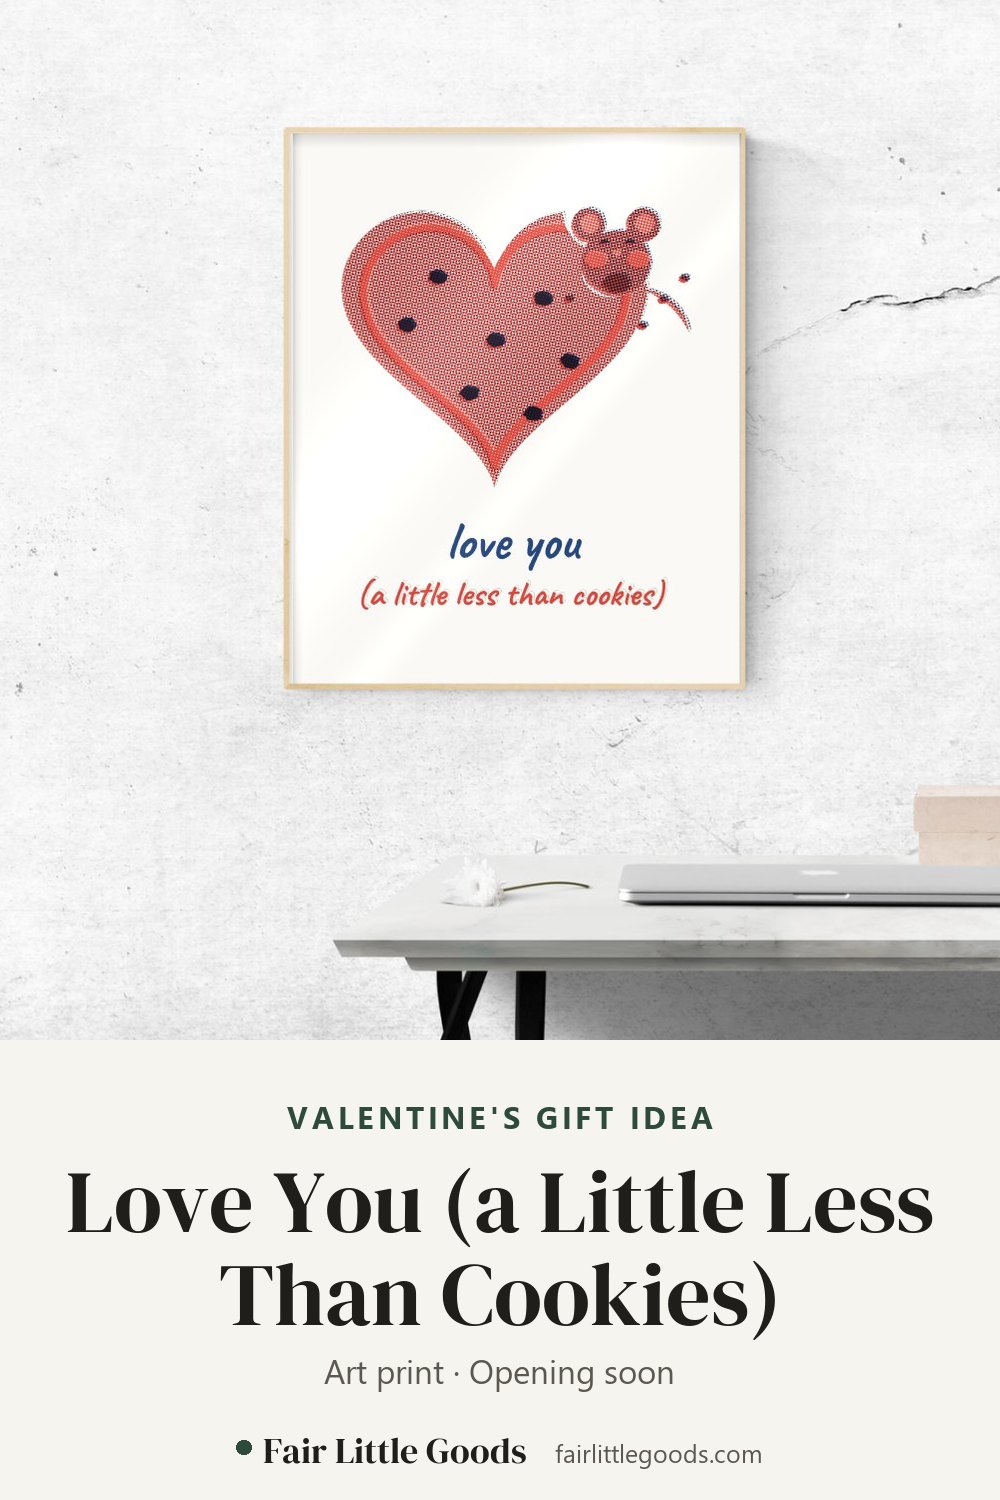 love you
(a little less than cookies)
VALENTINE'S GIFT IDEA
Love You (a Little Less
Than Cookies)
Art print · Opening soon
Fair Little Goods fairlittlegoods.com